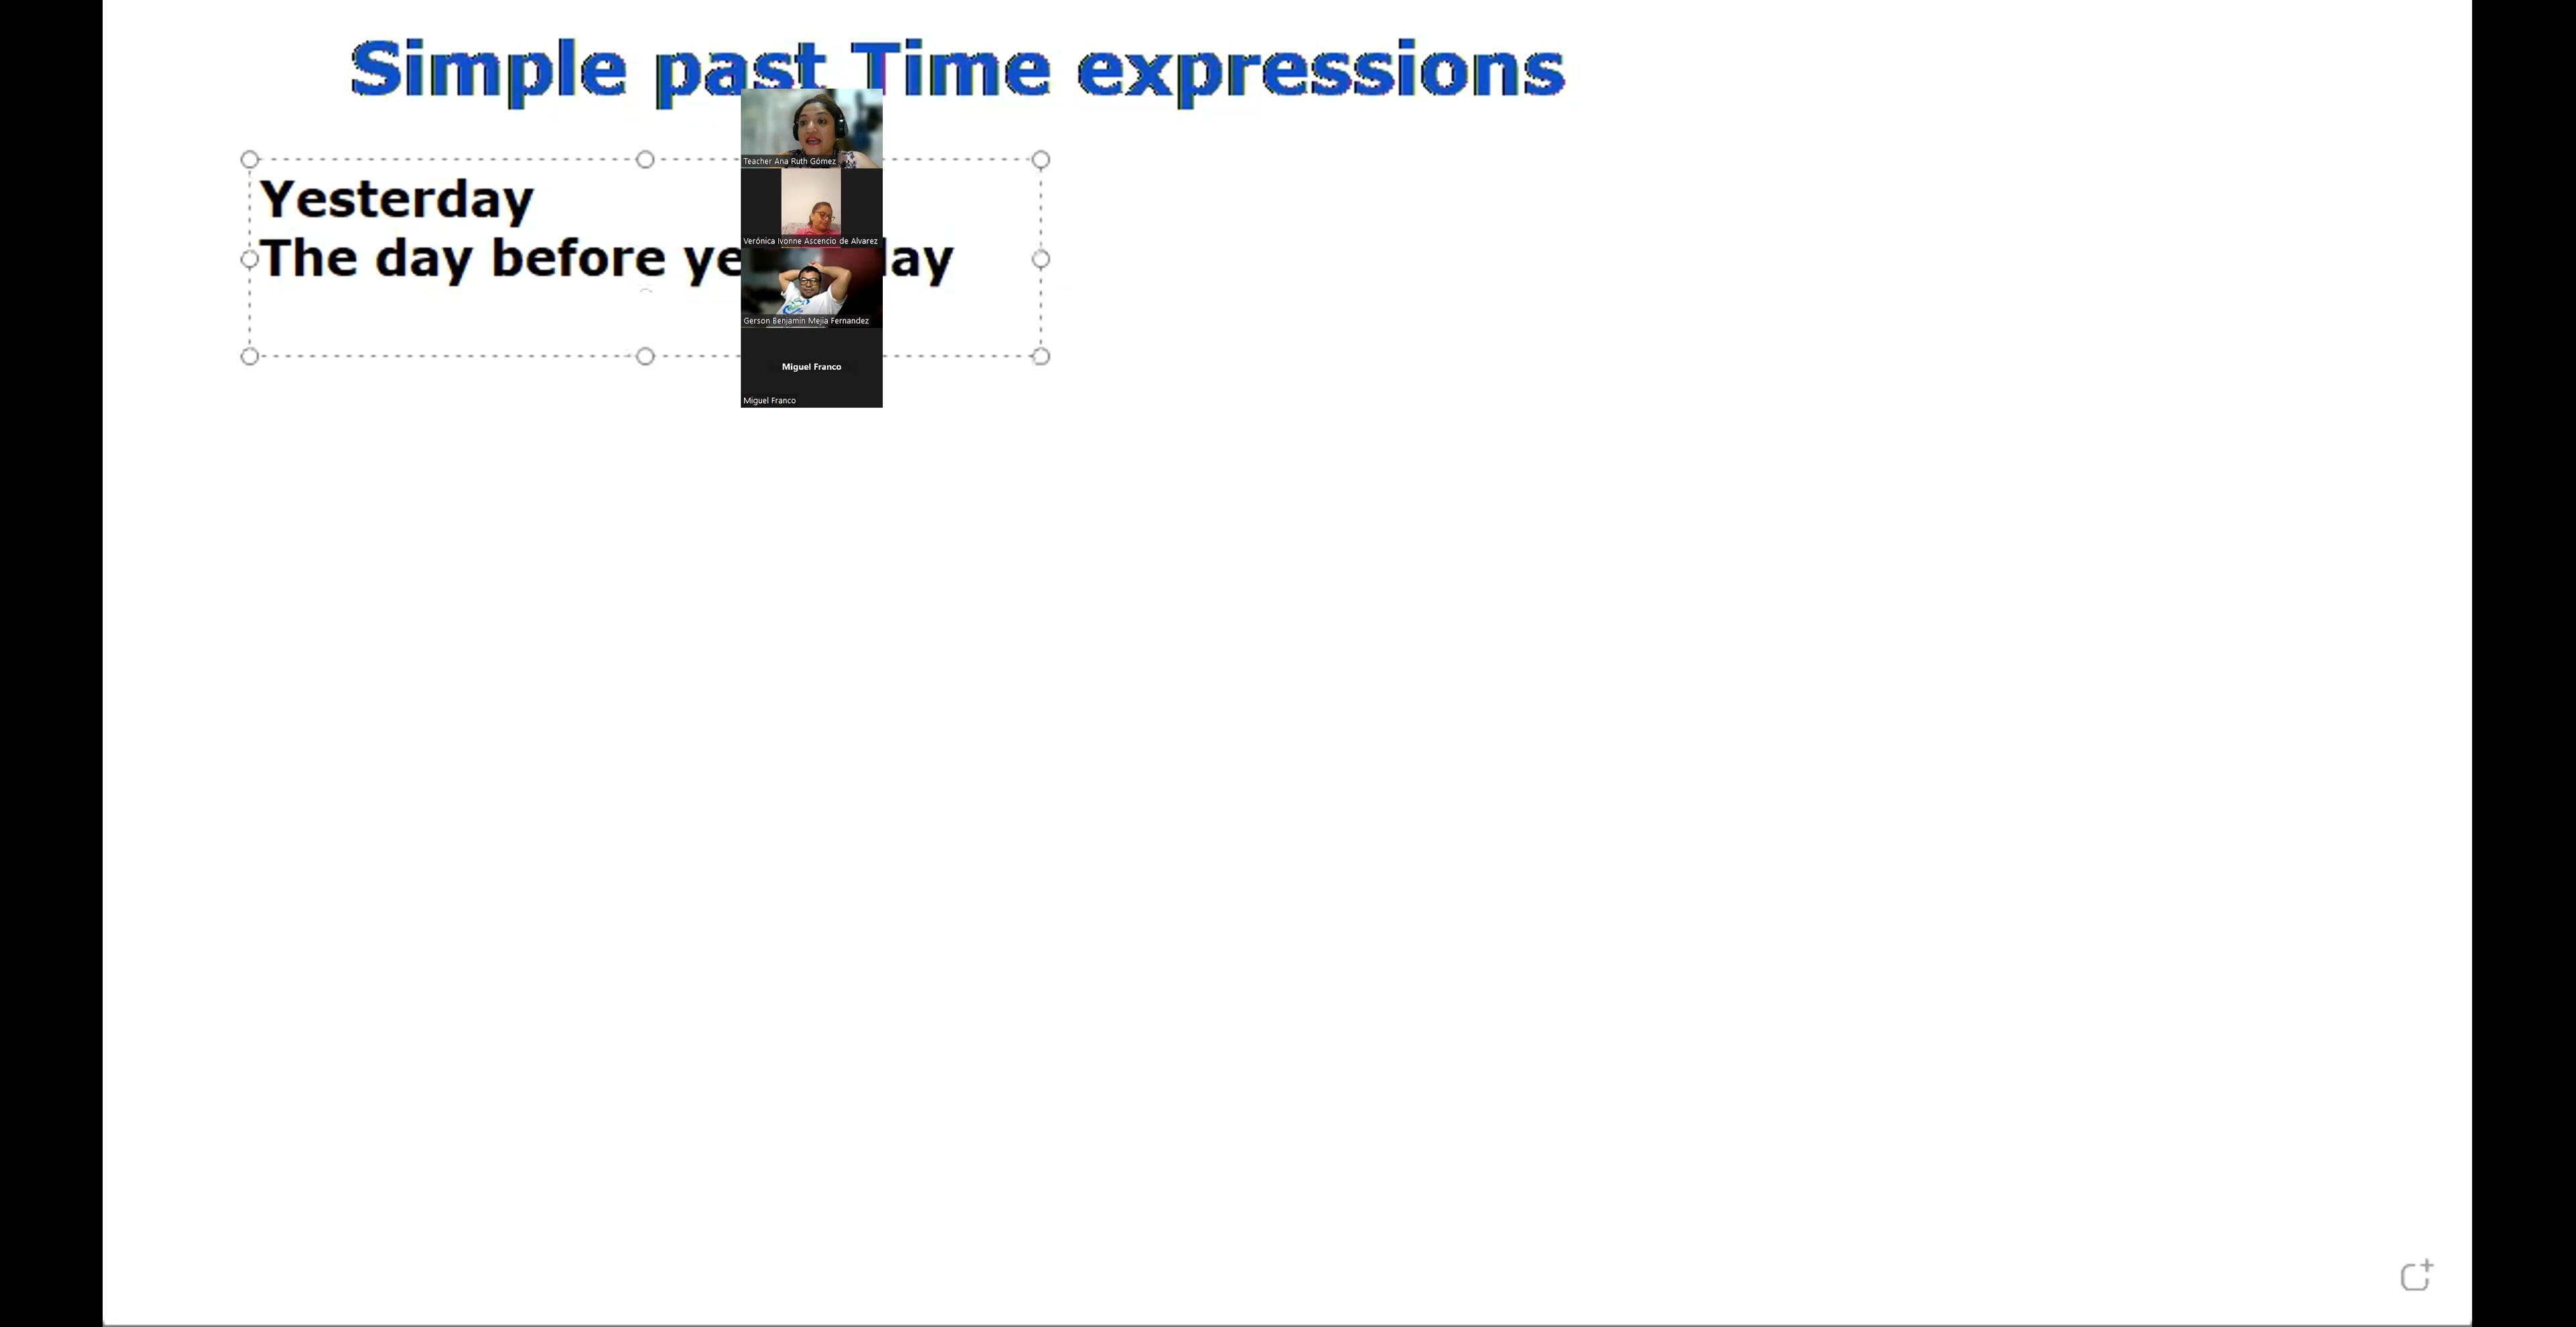 Simple past Time expressions
Teacher Ana Ruth Gómez
Yesterday
Verónica Ivonne Ascencio de Alvarez
The day before ye lay
Gerson Benjamin Mejia Fernandez
Miguel Franco
Miguel Franco